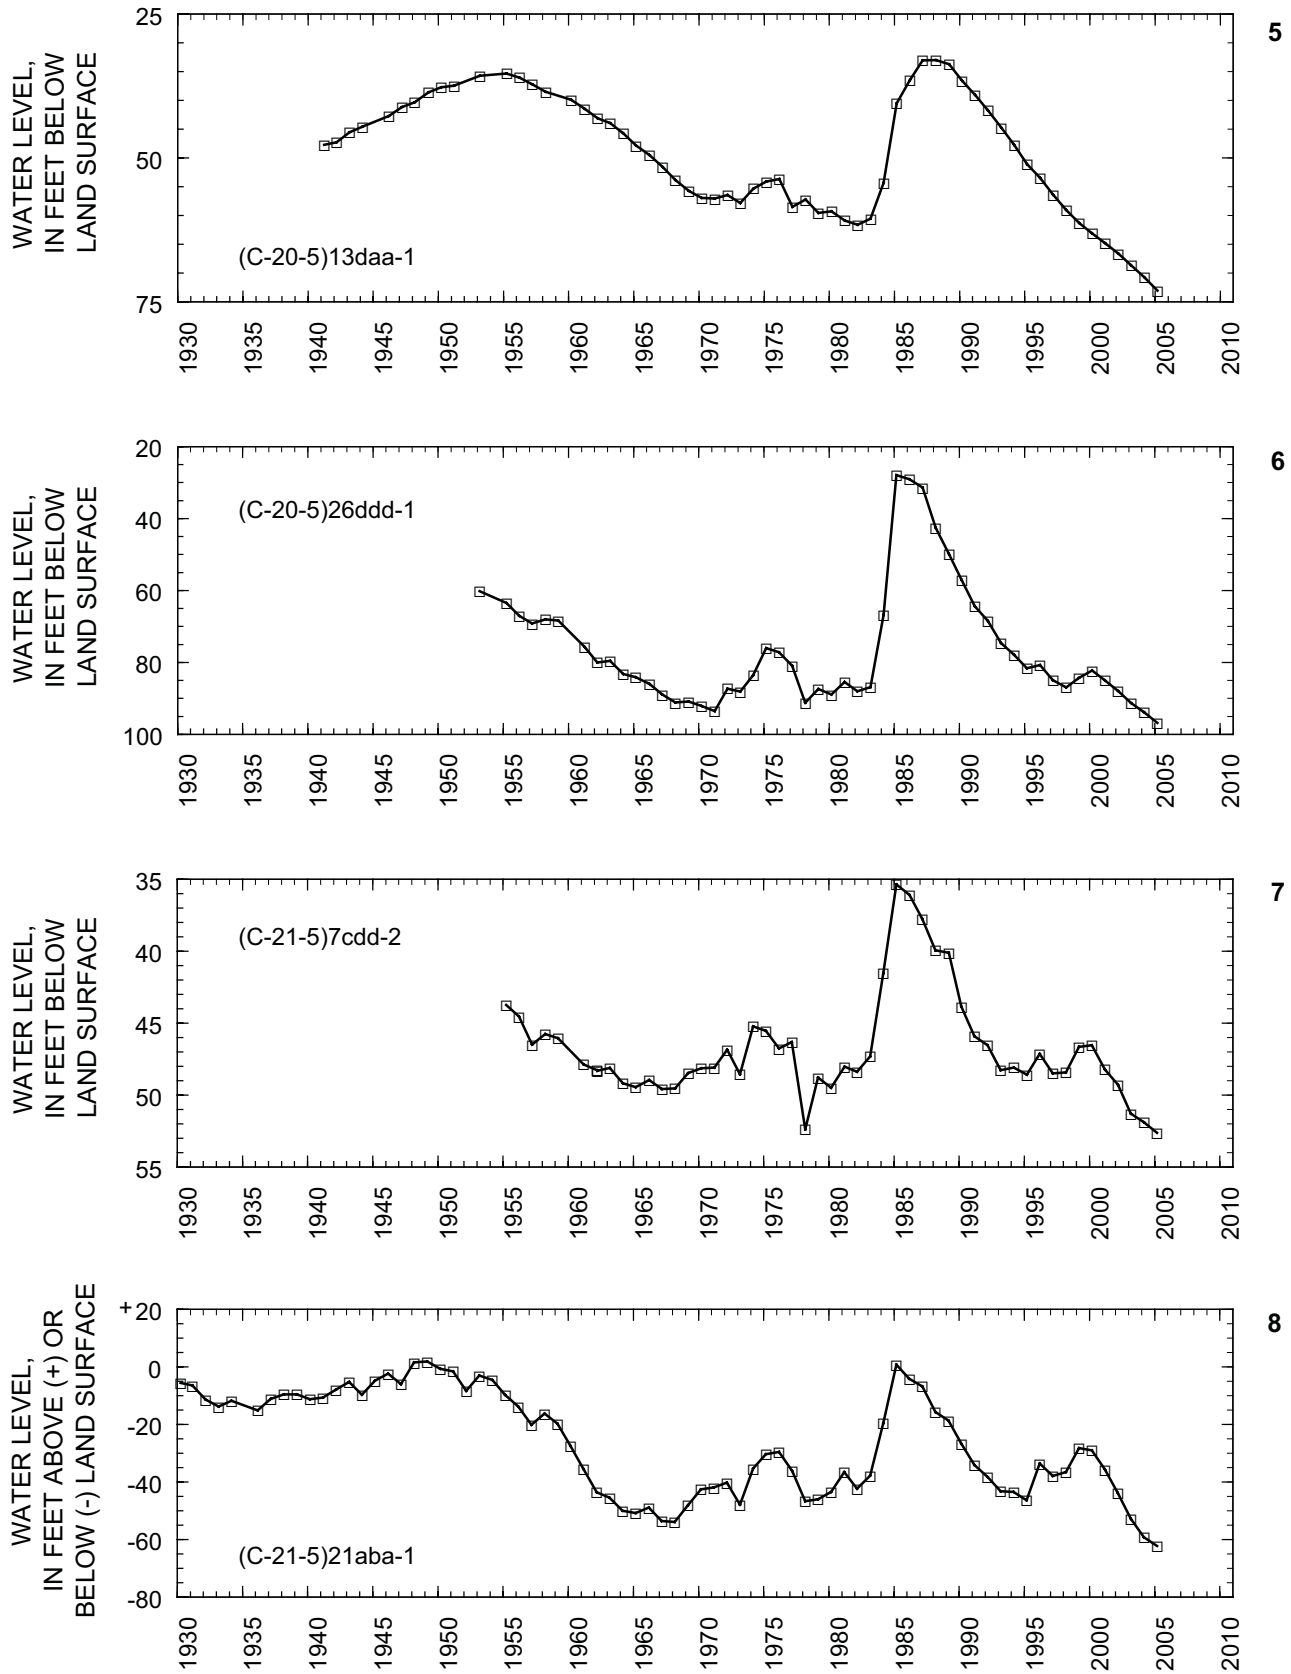 5
WATER LEVEL,
IN FEET BELOW
LAND SURFACE
25
50
75
(C-20-5)13daa-1
1930 1935 1940 1945 1950 1955 1960 1965 1970 1975 1980 1985 1990 1995 2000 2005 2010
6
WATER LEVEL,
IN FEET BELOW
LAND SURFACE
20
40
60
80
100
(C-20-5)26ddd-1
1930 1935 1940 1945 1950 1955 1960 1965 1970 1975 1980 1985 1990 1995 2000 2005 2010
7
WATER LEVEL,
IN FEET BELOW
LAND SURFACE
35
40
45
50
55
(C-21-5)7cdd-2
1930 1935 1940 1945 1950 1955 1960 1965 1970 1975 1980 1985 1990 1995 2000 2005 2010
8
WATER LEVEL,
IN FEET ABOVE (+) OR
BELOW (-) LAND SURFACE
+20
0
-20
-40
-60
-80
(C-21-5)21aba-1
1930 1935 1940 1945 1950 1955 1960 1965 1970 1975 1980 1985 1990 1995 2000 2005 2010